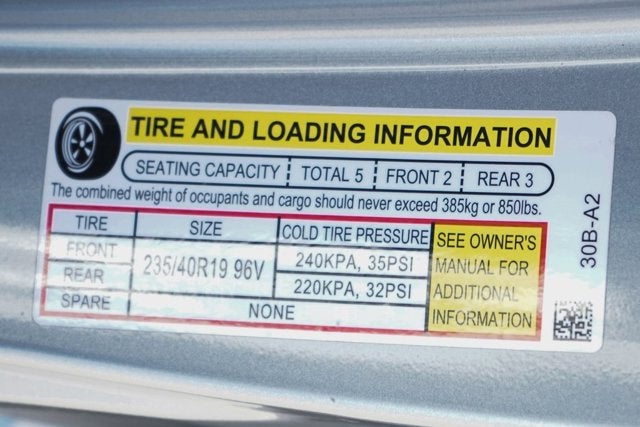 TIRE AND LOADING INFORMATION
SEATING CAPACITY TOTAL 5 FRONT 2 REAR 3
The combined weight of occupants and cargo should never exceed 385kg or 850lbs.
TIRE SIZE COLD TIRE PRESSURE
FRONT 235/40R19 96V 240KPA, 35PSI
REAR 220KPA, 32PSI
SPARE NONE
SEE OWNER'S
MANUAL FOR
ADDITIONAL
INFORMATION
30B-A2